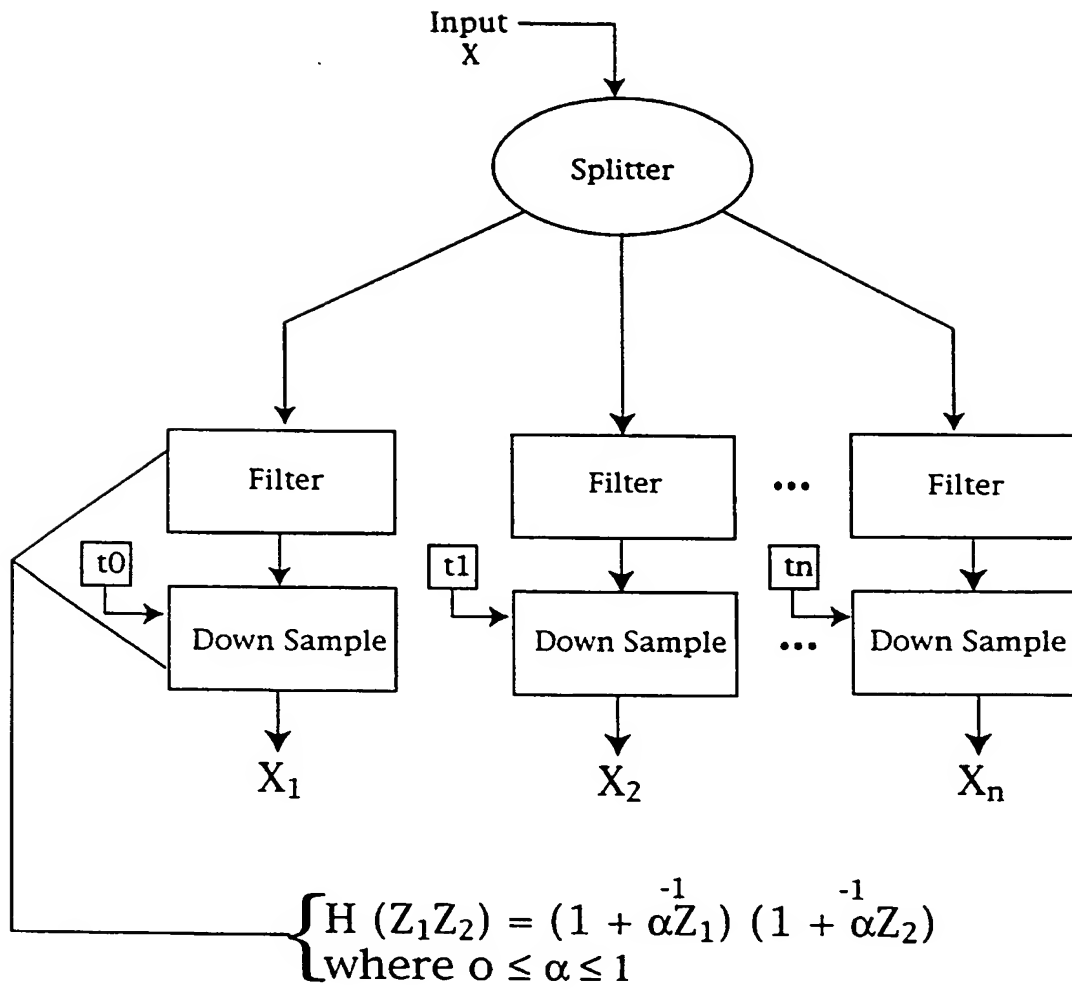 Input
X
Splitter
Filter
Filter
...
Filter
t0
t1
tn
Down Sample
Down Sample
...
Down Sample
X₁
X₂
Xₙ
H (Z₁Z₂) = (1 + αZ₁⁻¹) (1 + αZ₂⁻¹)
where o ≤ α ≤ 1